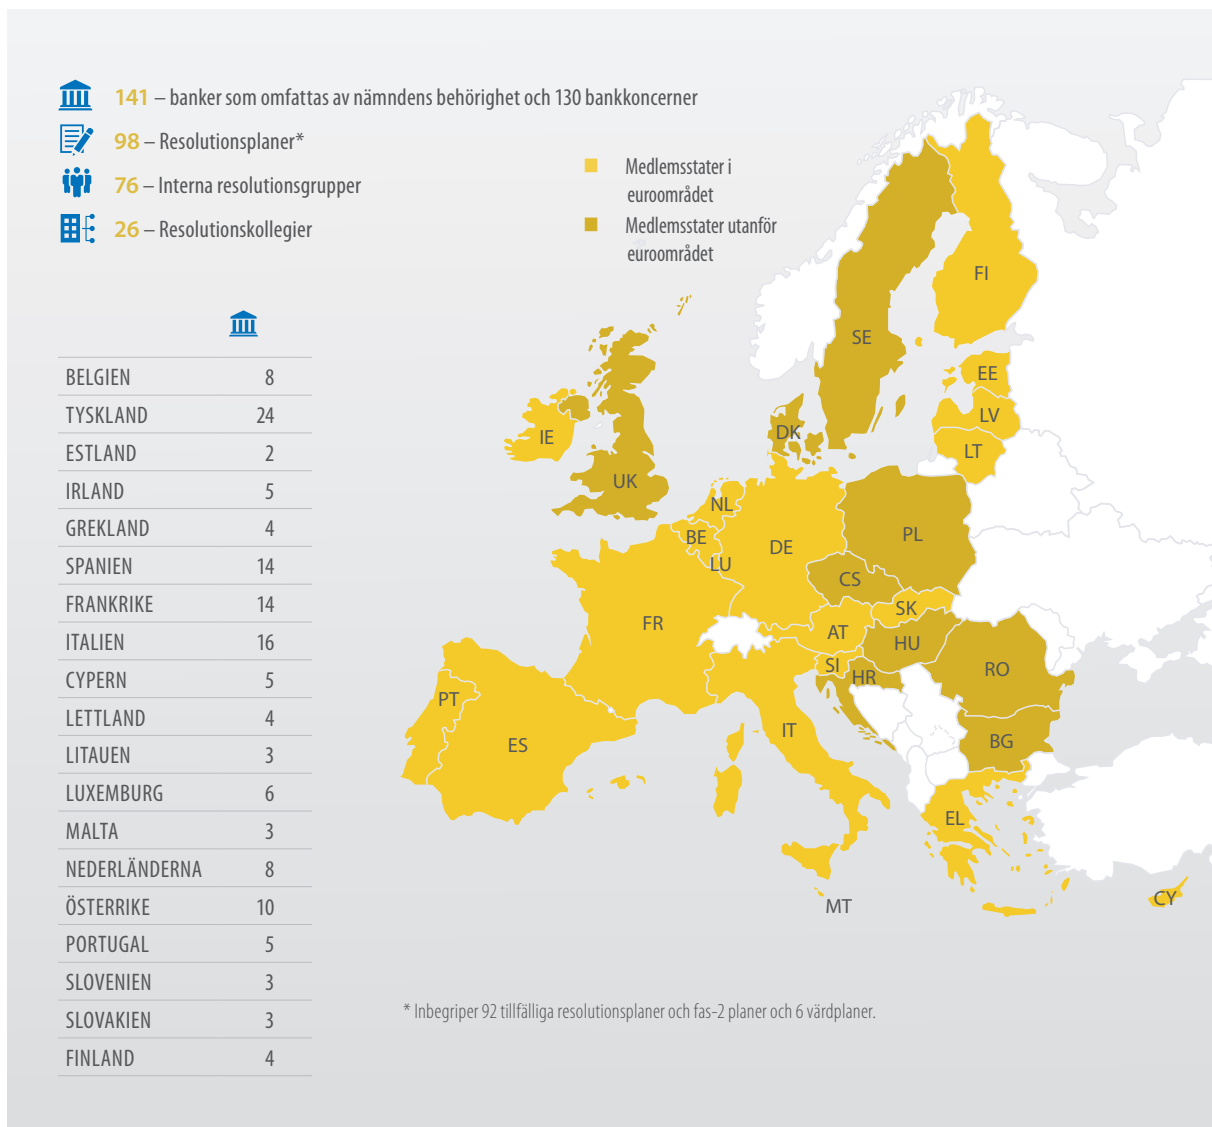 141 – banker som omfattas av nämndens behörighet och 130 bankkoncerner
98 – Resolutionsplaner*
76 – Interna resolutionsgrupper
26 – Resolutionskollegier
Medlemsstater i
euroområdet
Medlemsstater utanför
euroområdet
BELGIEN 8
TYSKLAND 24
ESTLAND 2
IRLAND 5
GREKLAND 4
SPANIEN 14
FRANKRIKE 14
ITALIEN 16
CYPERN 5
LETTLAND 4
LITAUEN 3
LUXEMBURG 6
MALTA 3
NEDERLÄNDERNA 8
ÖSTERRIKE 10
PORTUGAL 5
SLOVENIEN 3
SLOVAKIEN 3
FINLAND 4
FI
SE
EE
LV
LT
DK
IE
UK
NL
BE
LU
DE
PL
CS
SK
AT
HU
FR
SI
HR
RO
PT
ES
IT
BG
EL
MT
CY
* Inbegriper 92 tillfälliga resolutionsplaner och fas-2 planer och 6 värdplaner.